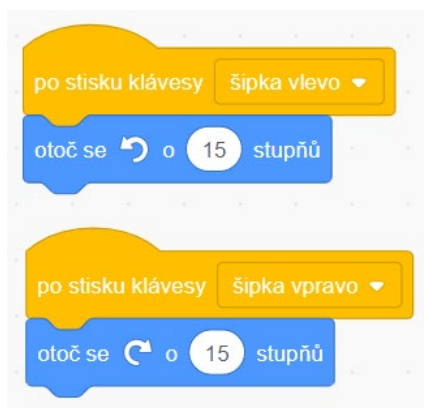 po stisku klávesy šipka vlevo
otoč se o 15 stupňů
po stisku klávesy šipka vpravo
otoč se o 15 stupňů